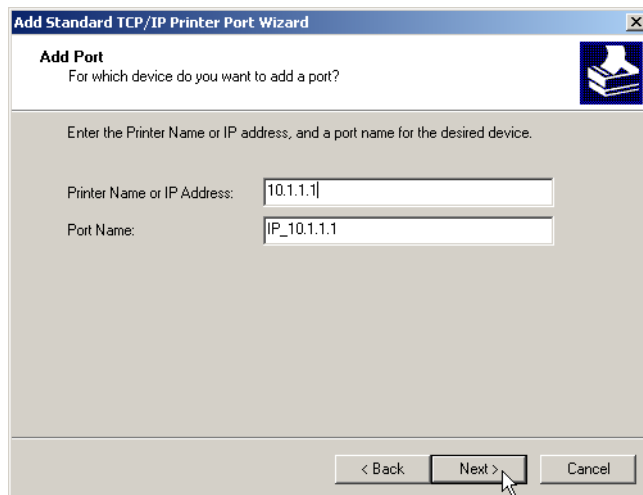 Add Standard TCP/IP Printer Port Wizard
Add Port
For which device do you want to add a port?
Enter the Printer Name or IP address, and a port name for the desired device.
Printer Name or IP Address: 10.1.1.1
Port Name: IP_10.1.1.1
< Back Next > Cancel